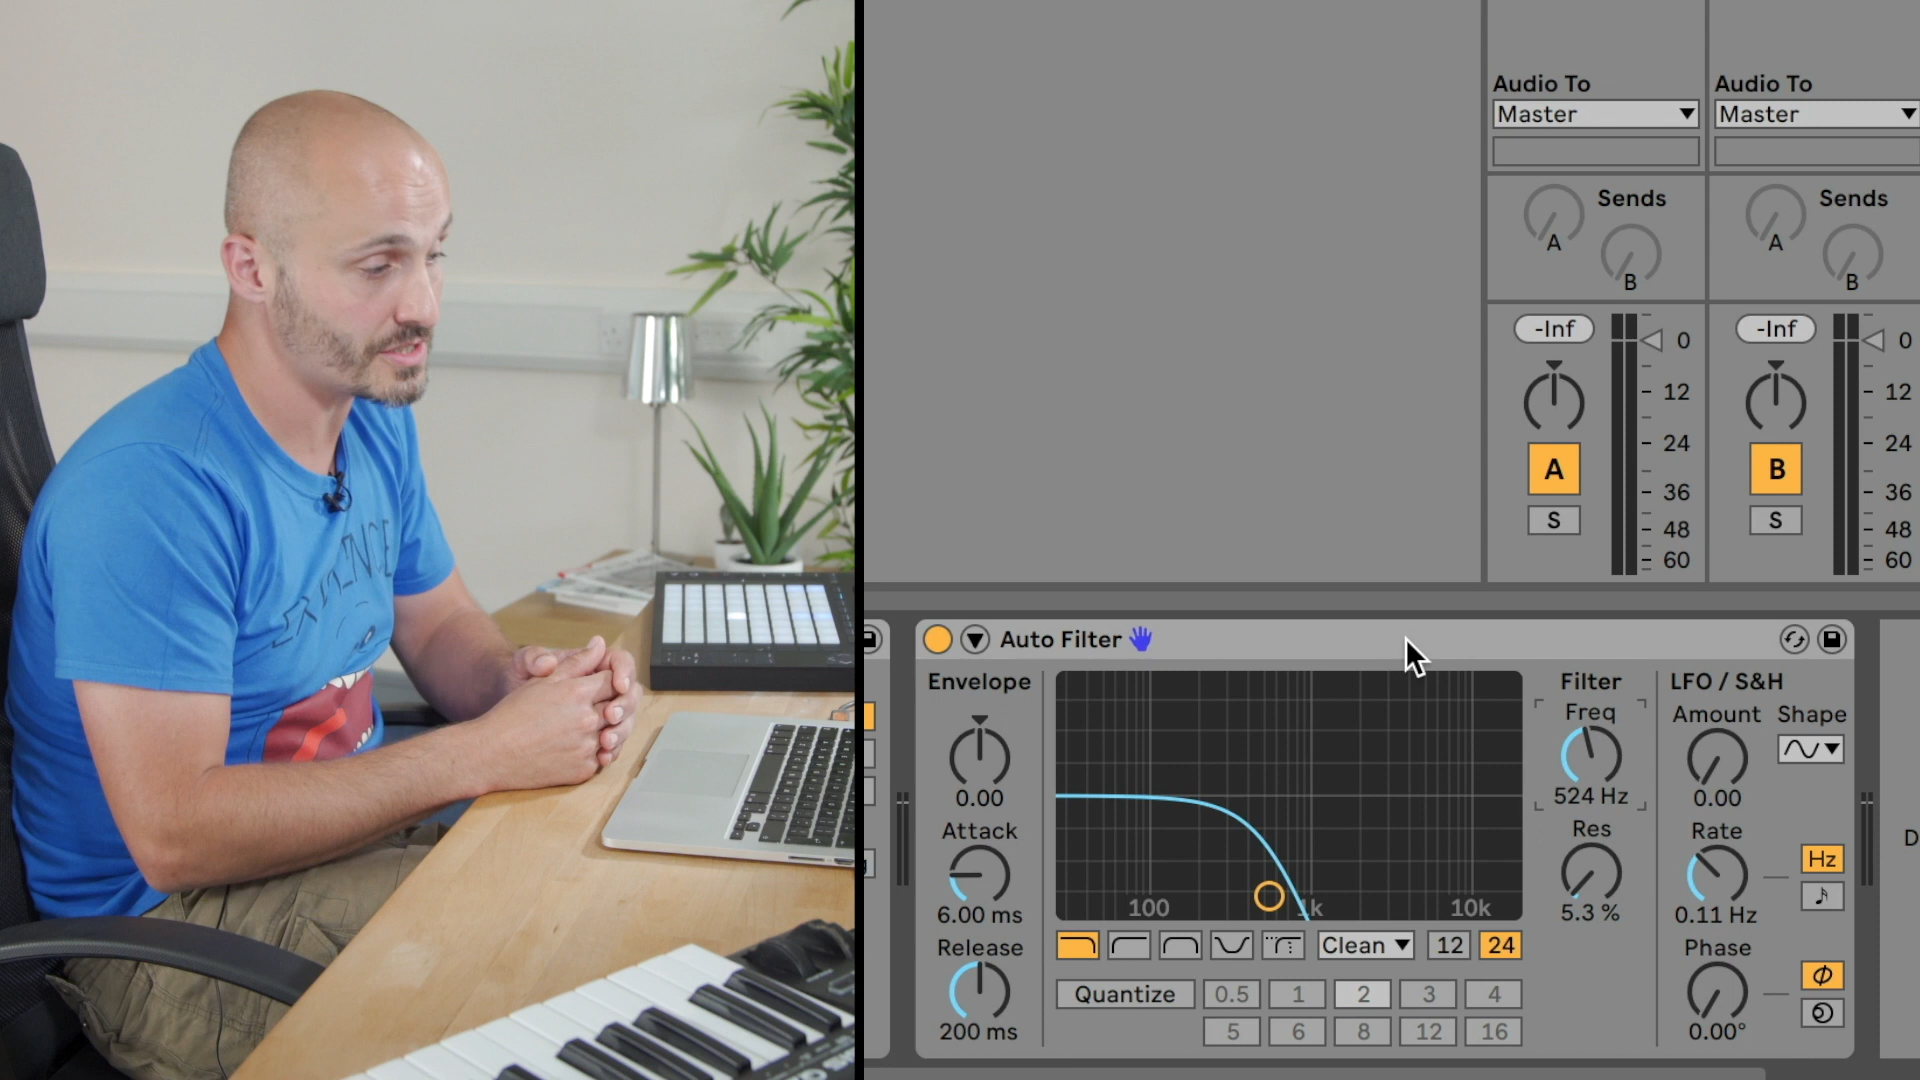 Audio To
Master
Sends
A
B
-Inf
0
12
24
36
48
60
A
S
Audio To
Master
Sends
A
B
-Inf
0
12
24
36
48
60
B
S
Auto Filter
Envelope
0.00
Attack
6.00 ms
Release
200 ms
100
1k
10k
Clean
12
24
Quantize
0.5
1
2
3
4
5
6
8
12
16
Filter
Freq
524 Hz
Res
5.3 %
LFO / S&H
Amount
Shape
0.00
Rate
Hz
0.11 Hz
Phase
0.00°
D